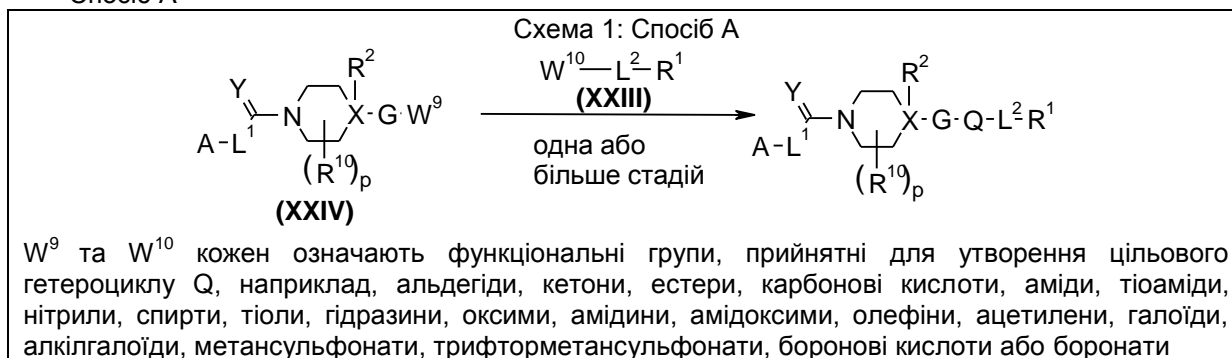 Спосіб А
Схема 1: Спосіб А
W¹⁰—L²—R¹
(XXIII)
Y
A-L¹
N
X-G-W⁹
R²
(R¹⁰)p
(XXIV)
одна або
більше стадій
Y
A-L¹
N
X-G-Q-L²-R¹
R²
(R¹⁰)p
W⁹ та W¹⁰ кожен означають функціональні групи, прийнятні для утворення цільового
гетероциклу Q, наприклад, альдегіди, кетони, естери, карбонові кислоти, аміди, тіоаміди,
нітрили, спирти, тіоли, гідразини, оксими, амідини, амідоксими, олефіни, ацетилени, галоїди,
алкілгалоїди, метансульфонати, трифторметансульфонати, боронові кислоти або боронати